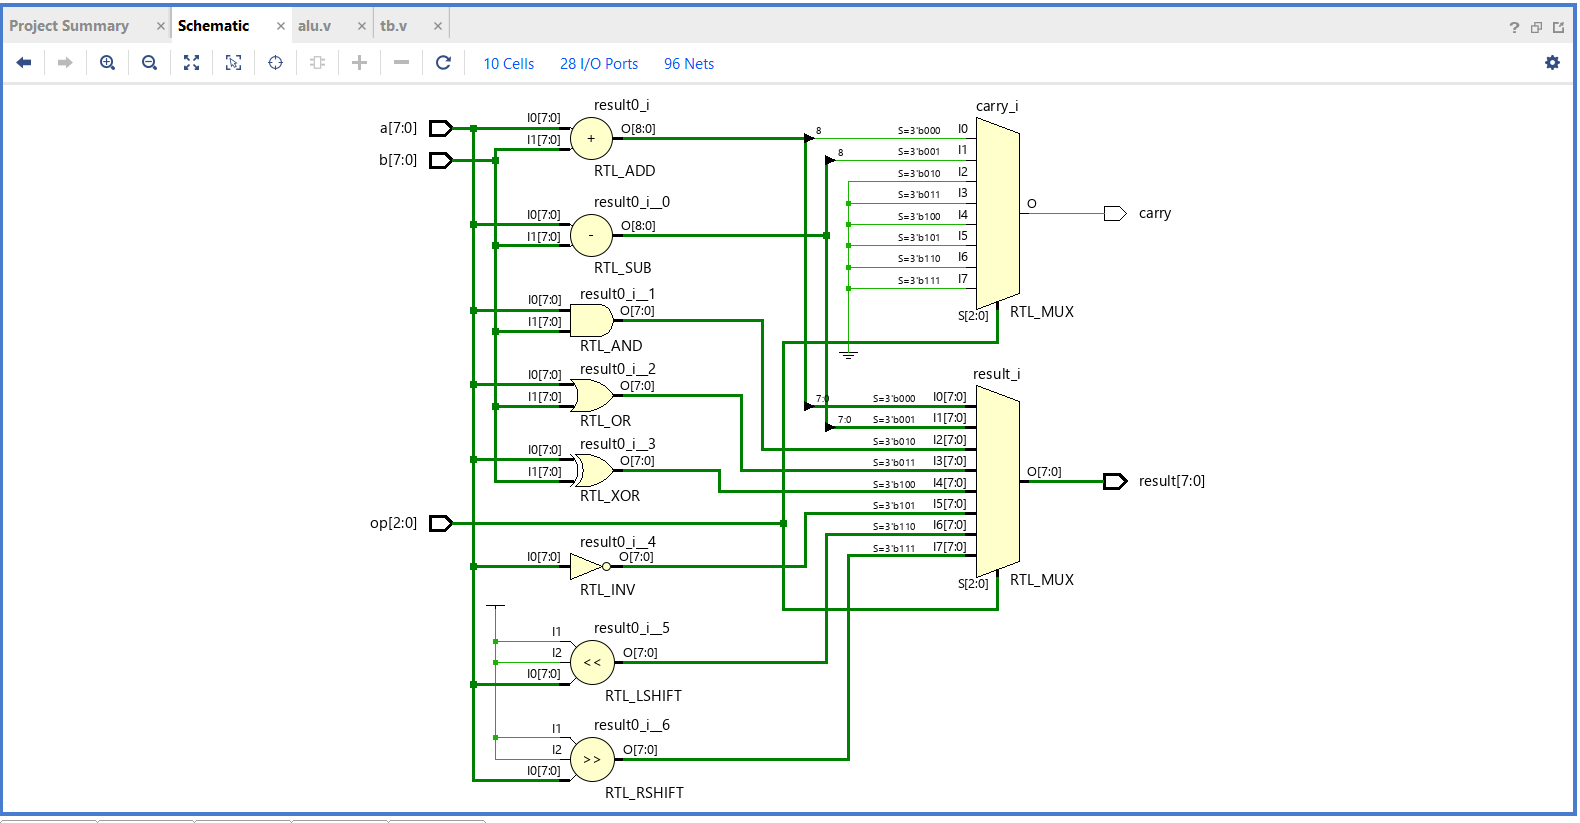 Project Summary × Schematic × alu.v × tb.v ×
?
10 Cells 28 I/O Ports 96 Nets
result0_i
a[7:0]
b[7:0]
I0[7:0]
I1[7:0]
+
O[8:0]
RTL_ADD
result0_i__0
I0[7:0]
I1[7:0]
-
O[8:0]
RTL_SUB
result0_i__1
I0[7:0]
I1[7:0]
O[7:0]
RTL_AND
result0_i__2
I0[7:0]
I1[7:0]
O[7:0]
RTL_OR
result0_i__3
I0[7:0]
I1[7:0]
O[7:0]
RTL_XOR
op[2:0]
result0_i__4
I0[7:0]
O[7:0]
RTL_INV
result0_i__5
I1
I2
I0[7:0]
<<
O[7:0]
RTL_LSHIFT
result0_i__6
I1
I2
I0[7:0]
>>
O[7:0]
RTL_RSHIFT
carry_i
8 S=3'b000 I0
8 S=3'b001 I1
S=3'b010 I2
S=3'b011 I3
S=3'b100 I4
S=3'b101 I5
S=3'b110 I6
S=3'b111 I7
S[2:0]
O
carry
RTL_MUX
result_i
7:0 S=3'b000 I0[7:0]
7:0 S=3'b001 I1[7:0]
S=3'b010 I2[7:0]
S=3'b011 I3[7:0]
S=3'b100 I4[7:0]
S=3'b101 I5[7:0]
S=3'b110 I6[7:0]
S=3'b111 I7[7:0]
S[2:0]
O[7:0]
result[7:0]
RTL_MUX